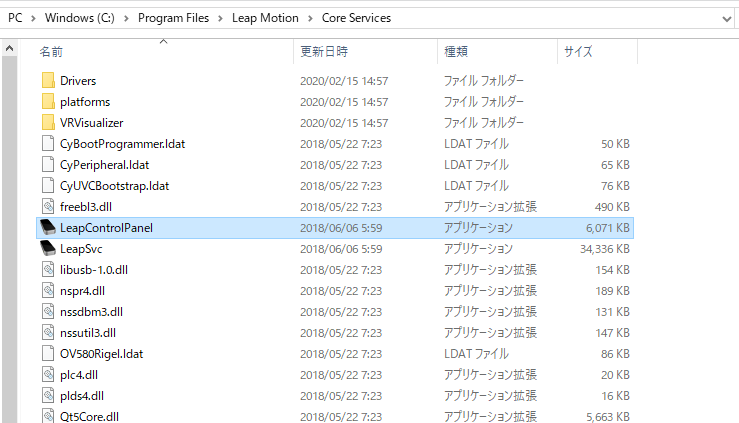 PC > Windows (C:) > Program Files > Leap Motion > Core Services
名前 更新日時 種類 サイズ
Drivers 2020/02/15 14:57 ファイル フォルダー
platforms 2020/02/15 14:57 ファイル フォルダー
VRVisualizer 2020/02/15 14:57 ファイル フォルダー
CyBootProgrammer.ldat 2018/05/22 7:23 LDAT ファイル 50 KB
CyPeripheral.ldat 2018/05/22 7:23 LDAT ファイル 65 KB
CyUVCBootstrap.ldat 2018/05/22 7:23 LDAT ファイル 76 KB
freebl3.dll 2018/05/22 7:23 アプリケーション拡張 490 KB
LeapControlPanel 2018/06/06 5:59 アプリケーション 6,071 KB
LeapSvc 2018/06/06 5:59 アプリケーション 34,336 KB
libusb-1.0.dll 2018/05/22 7:23 アプリケーション拡張 154 KB
nspr4.dll 2018/05/22 7:23 アプリケーション拡張 189 KB
nssdbm3.dll 2018/05/22 7:23 アプリケーション拡張 131 KB
nssutil3.dll 2018/05/22 7:23 アプリケーション拡張 147 KB
OV580Rigel.ldat 2018/05/22 7:23 LDAT ファイル 86 KB
plc4.dll 2018/05/22 7:23 アプリケーション拡張 20 KB
plds4.dll 2018/05/22 7:23 アプリケーション拡張 16 KB
Qt5Core.dll 2018/05/22 7:23 アプリケーション拡張 5,663 KB